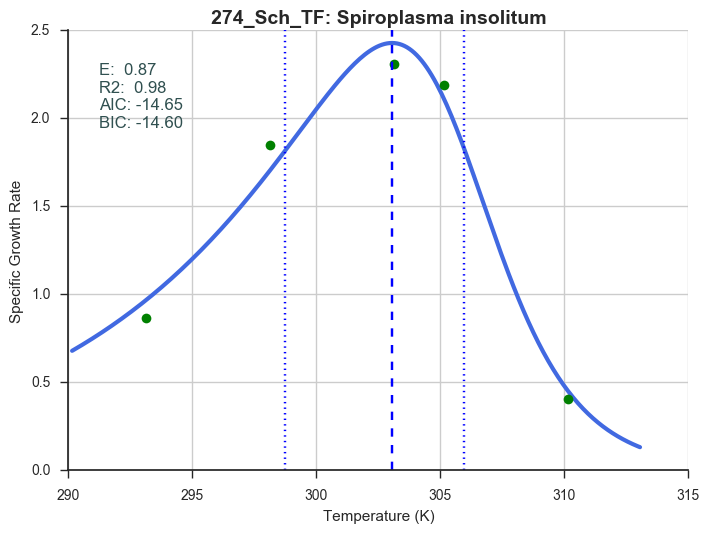 274_Sch_TF: Spiroplasma insolitum
E:  0.87
R2:  0.98
AIC: -14.65
BIC: -14.60
Specific Growth Rate
2.5
2.0
1.5
1.0
0.5
0.0
290 295 300 305 310 315
Temperature (K)